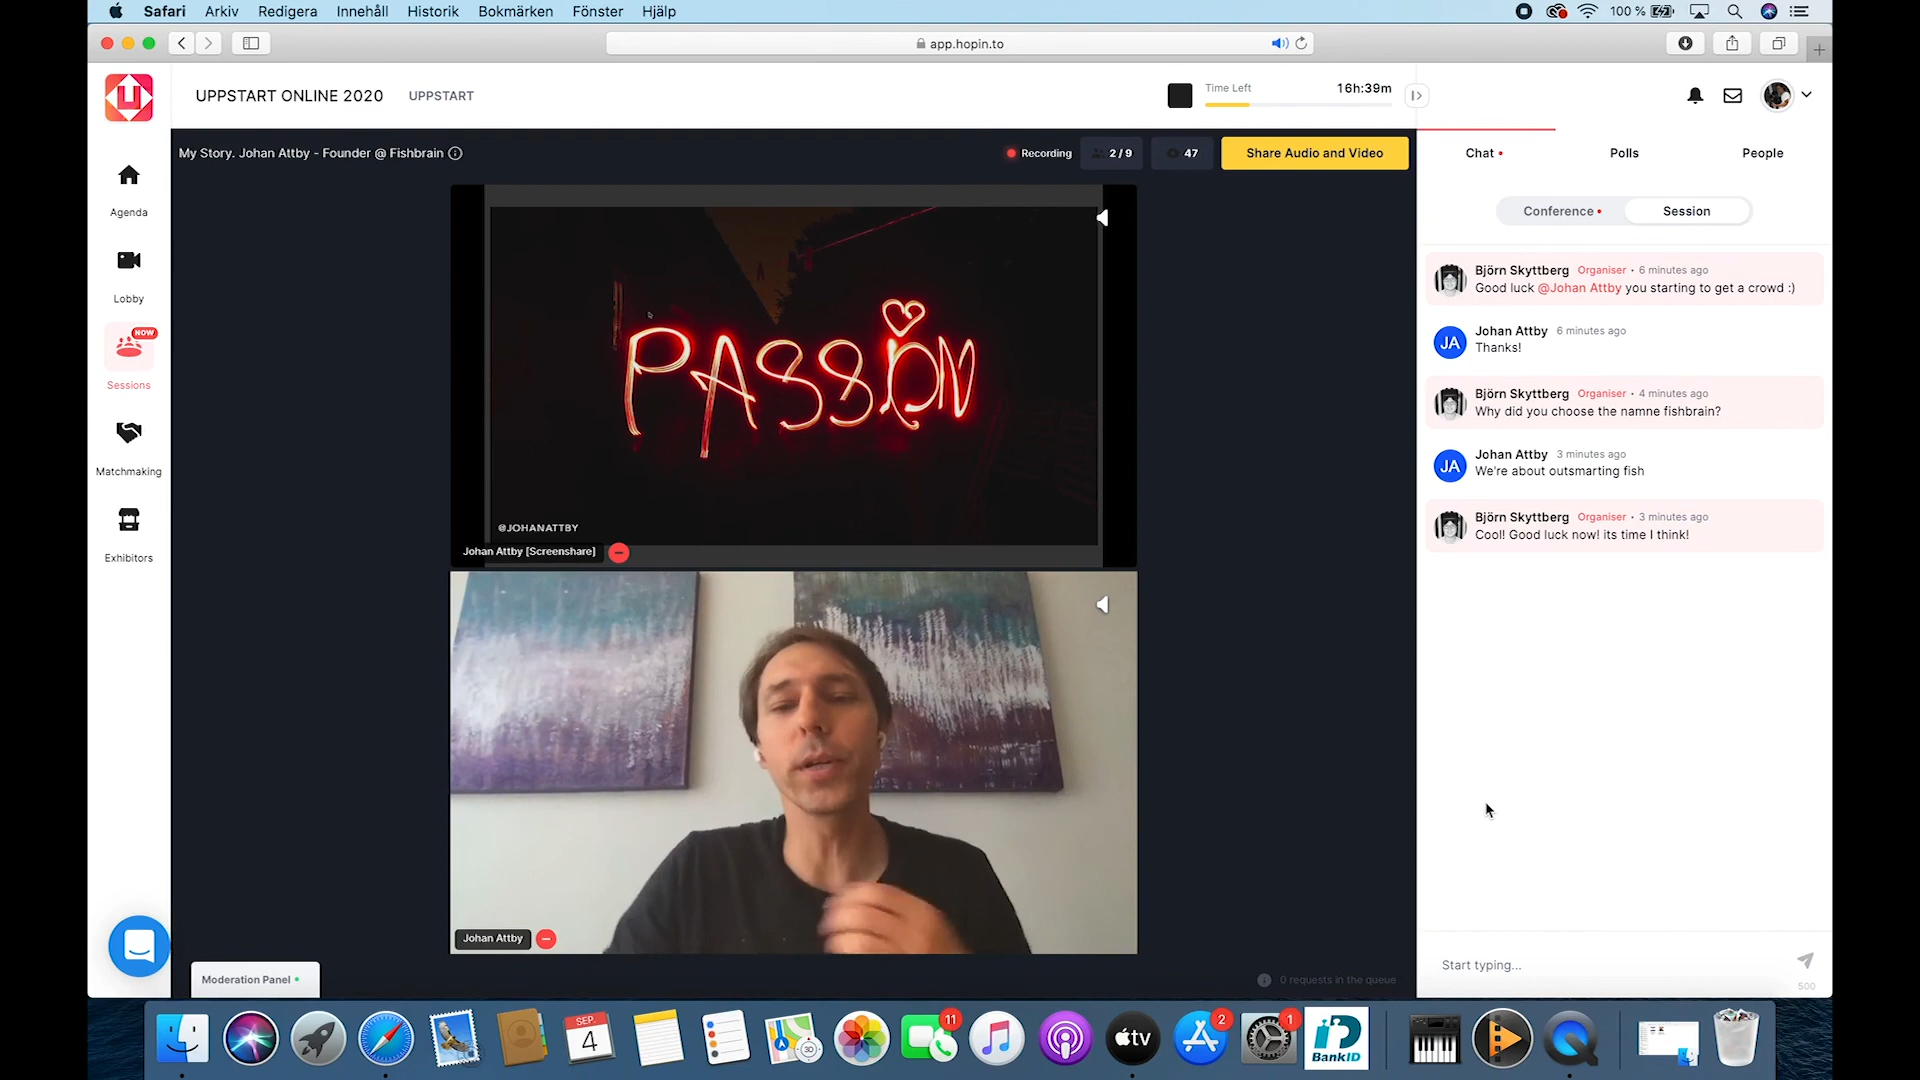 Safari Arkiv Redigera Innehåll Historik Bokmärken Fönster Hjälp
100 %
app.hopin.to
UPPSTART ONLINE 2020 UPPSTART
Time Left 16h:39m
My Story. Johan Attby - Founder @ Fishbrain
Recording 2 / 9 47 Share Audio and Video
Agenda
Lobby
NOW
Sessions
Matchmaking
Exhibitors
PASSION
@JOHANATTBY
Johan Attby [Screenshare]
Johan Attby
Moderation Panel
0 requests in the queue
Chat Polls People
Conference Session
Björn Skyttberg Organiser • 6 minutes ago
Good luck @Johan Attby you starting to get a crowd :)
JA
Johan Attby 6 minutes ago
Thanks!
Björn Skyttberg Organiser • 4 minutes ago
Why did you choose the namne fishbrain?
JA
Johan Attby 3 minutes ago
We're about outsmarting fish
Björn Skyttberg Organiser • 3 minutes ago
Cool! Good luck now! its time I think!
Start typing...
500
SEP.
4
30
11
tv
2
1
BankID